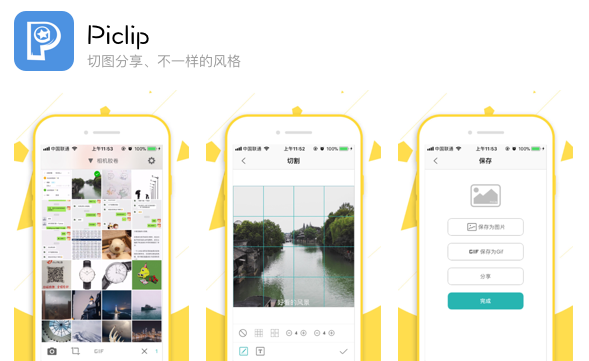 Piclip
切图分享、不一样的风格
中国联通 上午11:53 100%
相机胶卷
GIF
1
中国联通 上午11:52 100%
切割
好看的风景
4
4
T
中国联通 上午11:53 100%
保存
保存为图片
GIF 保存为Gif
分享
完成